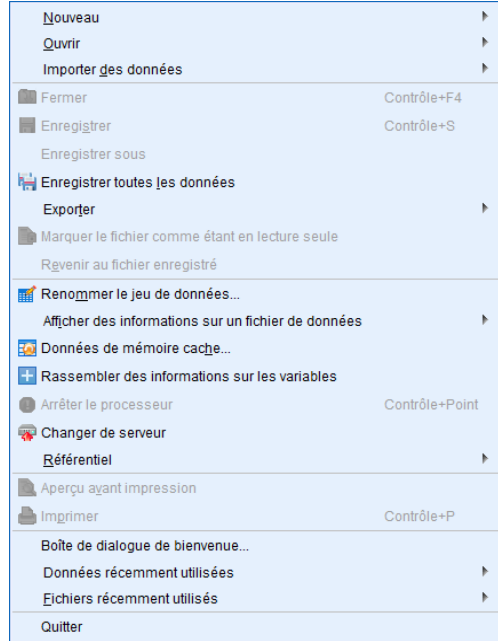 Nouveau
Ouvrir
Importer des données
Fermer Contrôle+F4
Enregistrer Contrôle+S
Enregistrer sous
Enregistrer toutes les données
Exporter
Marquer le fichier comme étant en lecture seule
Revenir au fichier enregistré
Renommer le jeu de données...
Afficher des informations sur un fichier de données
Données de mémoire cache...
Rassembler des informations sur les variables
Arrêter le processeur Contrôle+Point
Changer de serveur
Référentiel
Aperçu avant impression
Imprimer Contrôle+P
Boîte de dialogue de bienvenue...
Données récemment utilisées
Fichiers récemment utilisés
Quitter